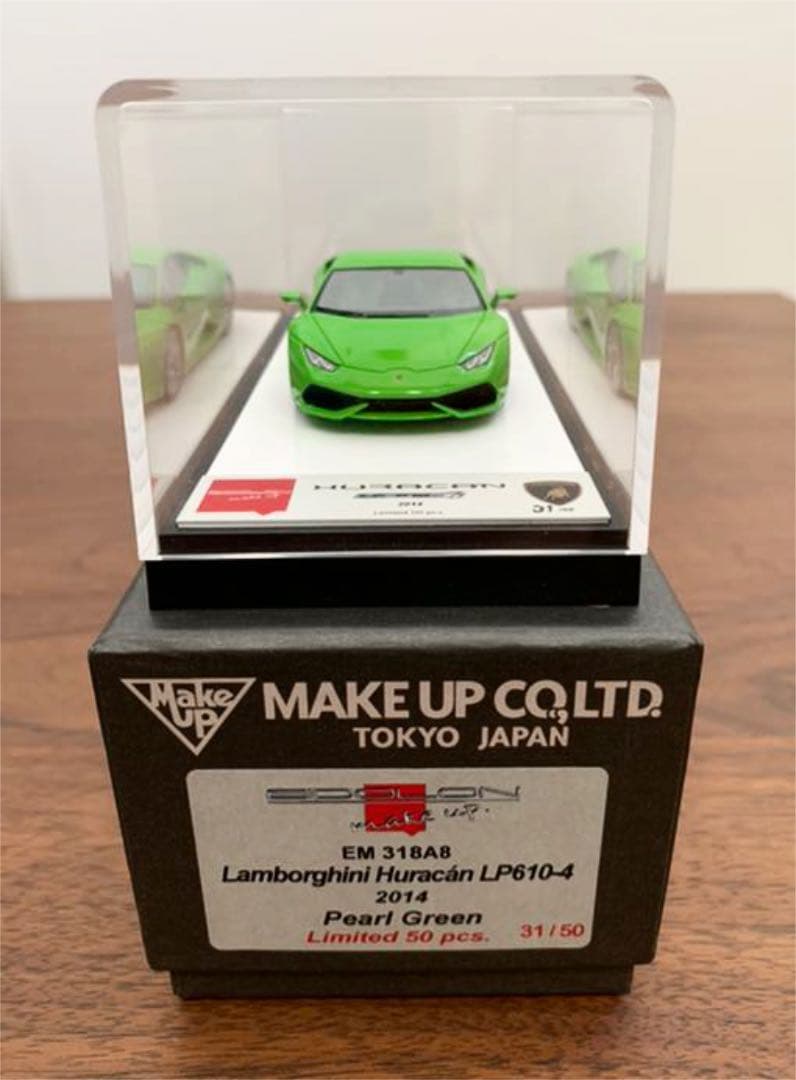 HURACAN
2014
31
Make
UP
MAKE UP CO.,LTD.
TOKYO JAPAN
EIDOLON
make up.
EM 318A8
Lamborghini Huracán LP610-4
2014
Pearl Green
Limited 50 pcs. 31/50